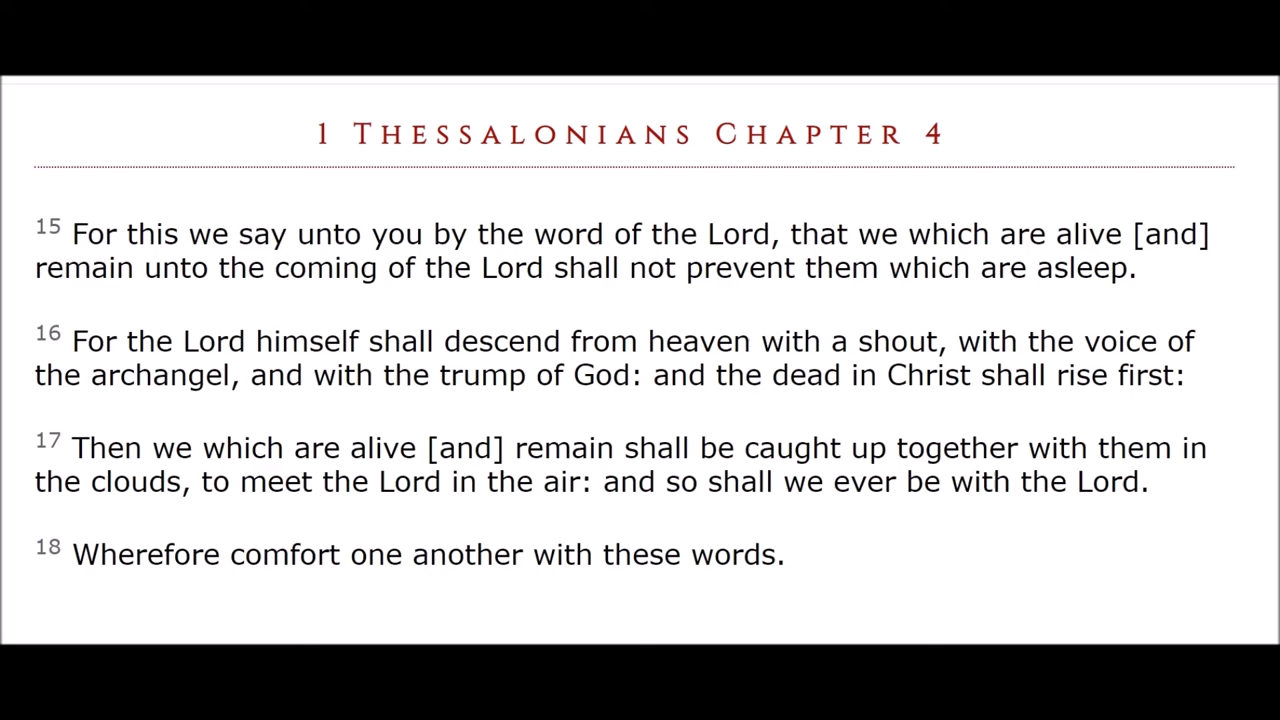 1 Thessalonians Chapter 4
15 For this we say unto you by the word of the Lord, that we which are alive [and]
remain unto the coming of the Lord shall not prevent them which are asleep.
16 For the Lord himself shall descend from heaven with a shout, with the voice of
the archangel, and with the trump of God: and the dead in Christ shall rise first:
17 Then we which are alive [and] remain shall be caught up together with them in
the clouds, to meet the Lord in the air: and so shall we ever be with the Lord.
18 Wherefore comfort one another with these words.